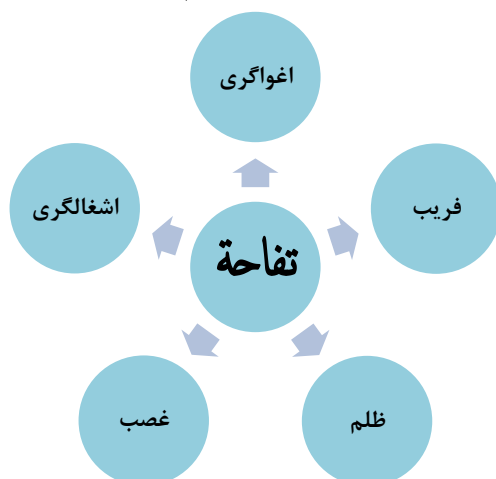 اغواگری
فریب
اشغالگری
تفاحة
غصب
ظلم